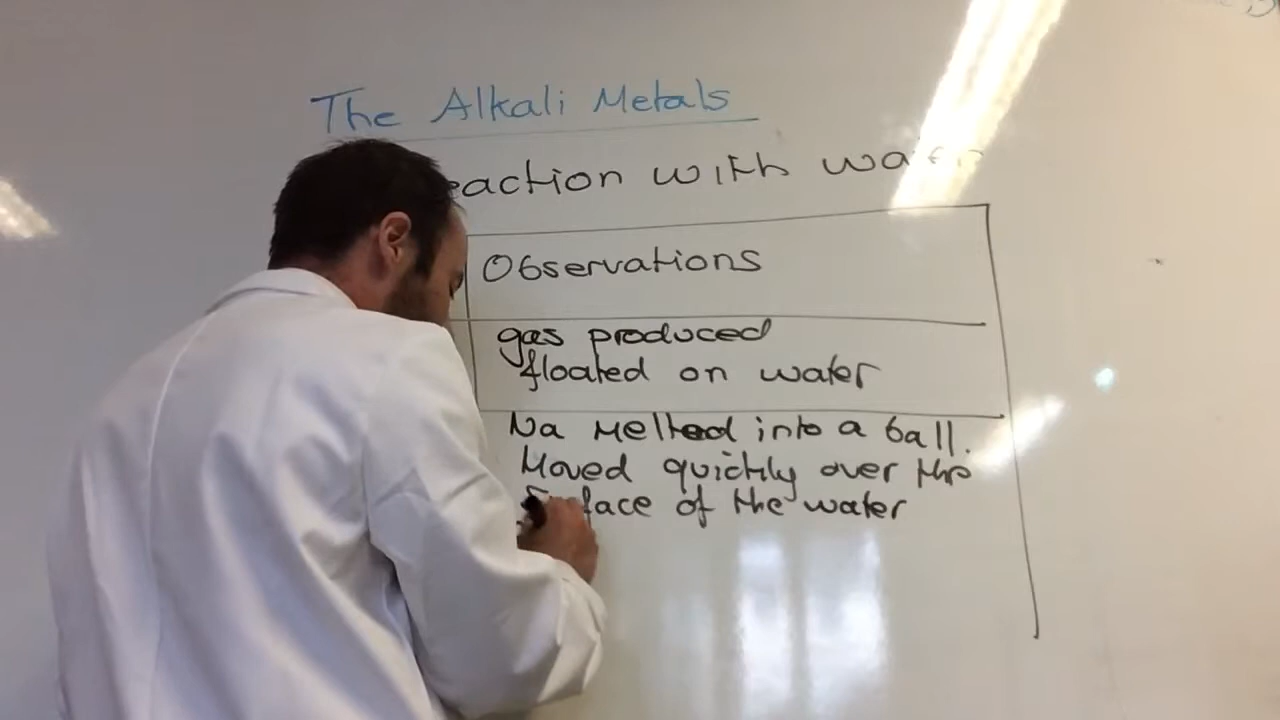 The Alkali Metals
eaction with water
Observations
gas produced
floated on water
Na melted into a ball.
Moved quickly over the
face of the water